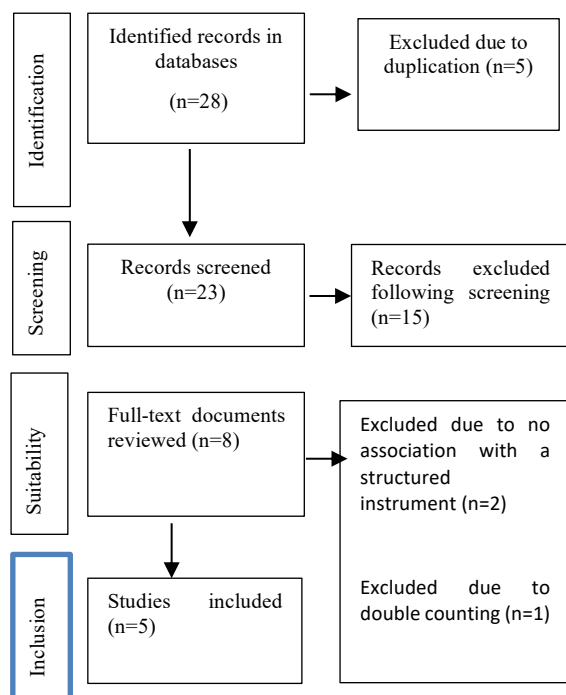 Identification
Identified records in
databases
(n=28)
Excluded due to
duplication (n=5)
Screening
Records screened
(n=23)
Records excluded
following screening
(n=15)
Suitability
Full-text documents
reviewed (n=8)
Excluded due to no
association with a
structured
instrument (n=2)
Excluded due to
double counting (n=1)
Inclusion
Studies included
(n=5)